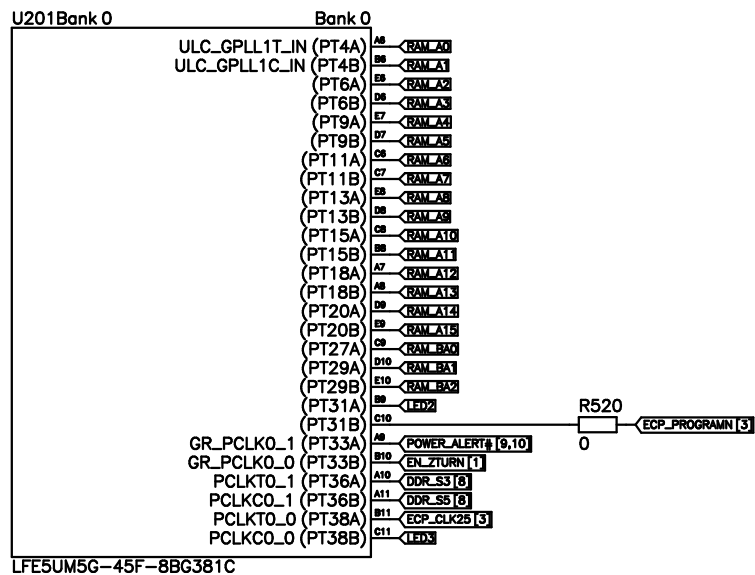 U201Bank 0 Bank 0
ULC_GPLL1T_IN (PT4A) A6 RAM_A0
ULC_GPLL1C_IN (PT4B) B6 RAM_A1
(PT6A) E6 RAM_A2
(PT6B) D6 RAM_A3
(PT9A) E7 RAM_A4
(PT9B) D7 RAM_A5
(PT11A) C6 RAM_A6
(PT11B) C7 RAM_A7
(PT13A) E8 RAM_A8
(PT13B) D8 RAM_A9
(PT15A) C8 RAM_A10
(PT15B) B8 RAM_A11
(PT18A) A7 RAM_A12
(PT18B) A8 RAM_A13
(PT20A) D9 RAM_A14
(PT20B) E9 RAM_A15
(PT27A) C9 RAM_BA0
(PT29A) D10 RAM_BA1
(PT29B) E10 RAM_BA2
(PT31A) B9 LED2
R520
(PT31B) C10 ECP_PROGRAMN [3]
0
GR_PCLK0_1 (PT33A) A9 POWER_ALERT# [9,10]
GR_PCLK0_0 (PT33B) B10 EN_ZTURN [1]
PCLKT0_1 (PT36A) A10 DDR_S3 [8]
PCLKC0_1 (PT36B) A11 DDR_S5 [8]
PCLKT0_0 (PT38A) B11 ECP_CLK25 [3]
PCLKC0_0 (PT38B) C11 LED3
LFE5UM5G-45F-8BG381C